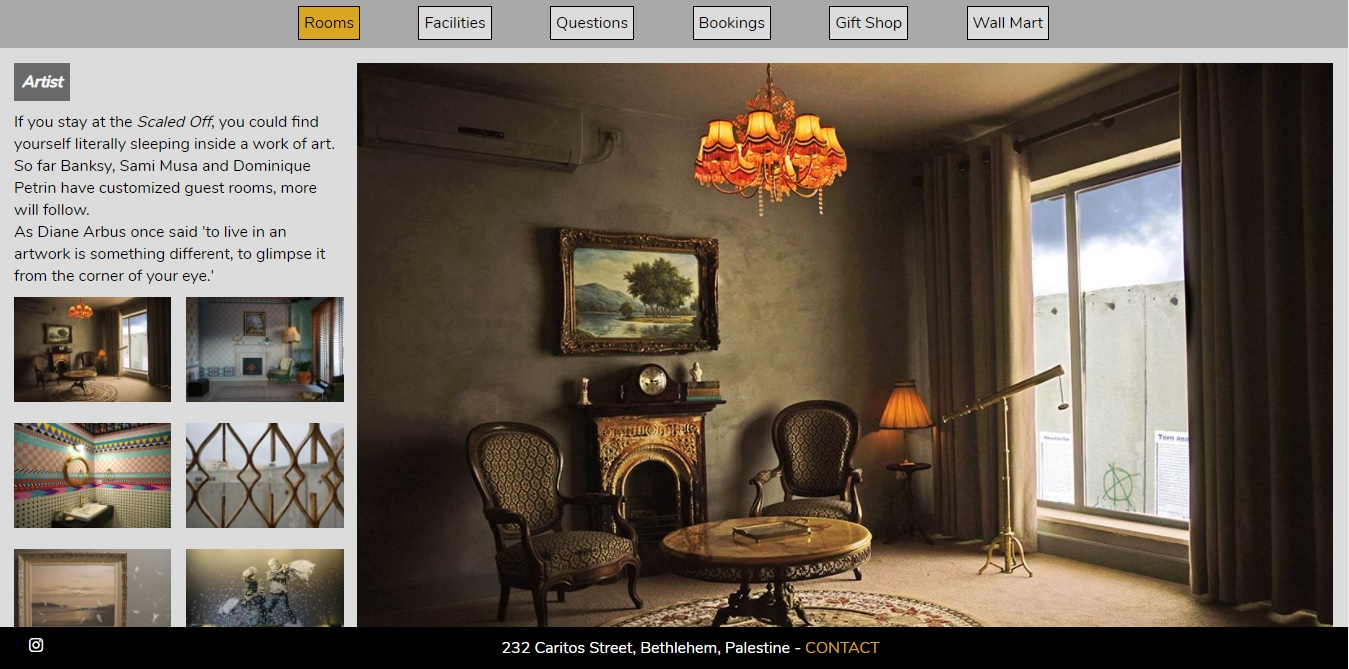 Rooms
Facilities
Questions
Bookings
Gift Shop
Wall Mart
Artist
If you stay at the Scaled Off, you could find
yourself literally sleeping inside a work of art.
So far Banksy, Sami Musa and Dominique
Petrin have customized guest rooms, more
will follow.
As Diane Arbus once said 'to live in an
artwork is something different, to glimpse it
from the corner of your eye.'
Headache
Torn
232 Caritos Street, Bethlehem, Palestine - CONTACT